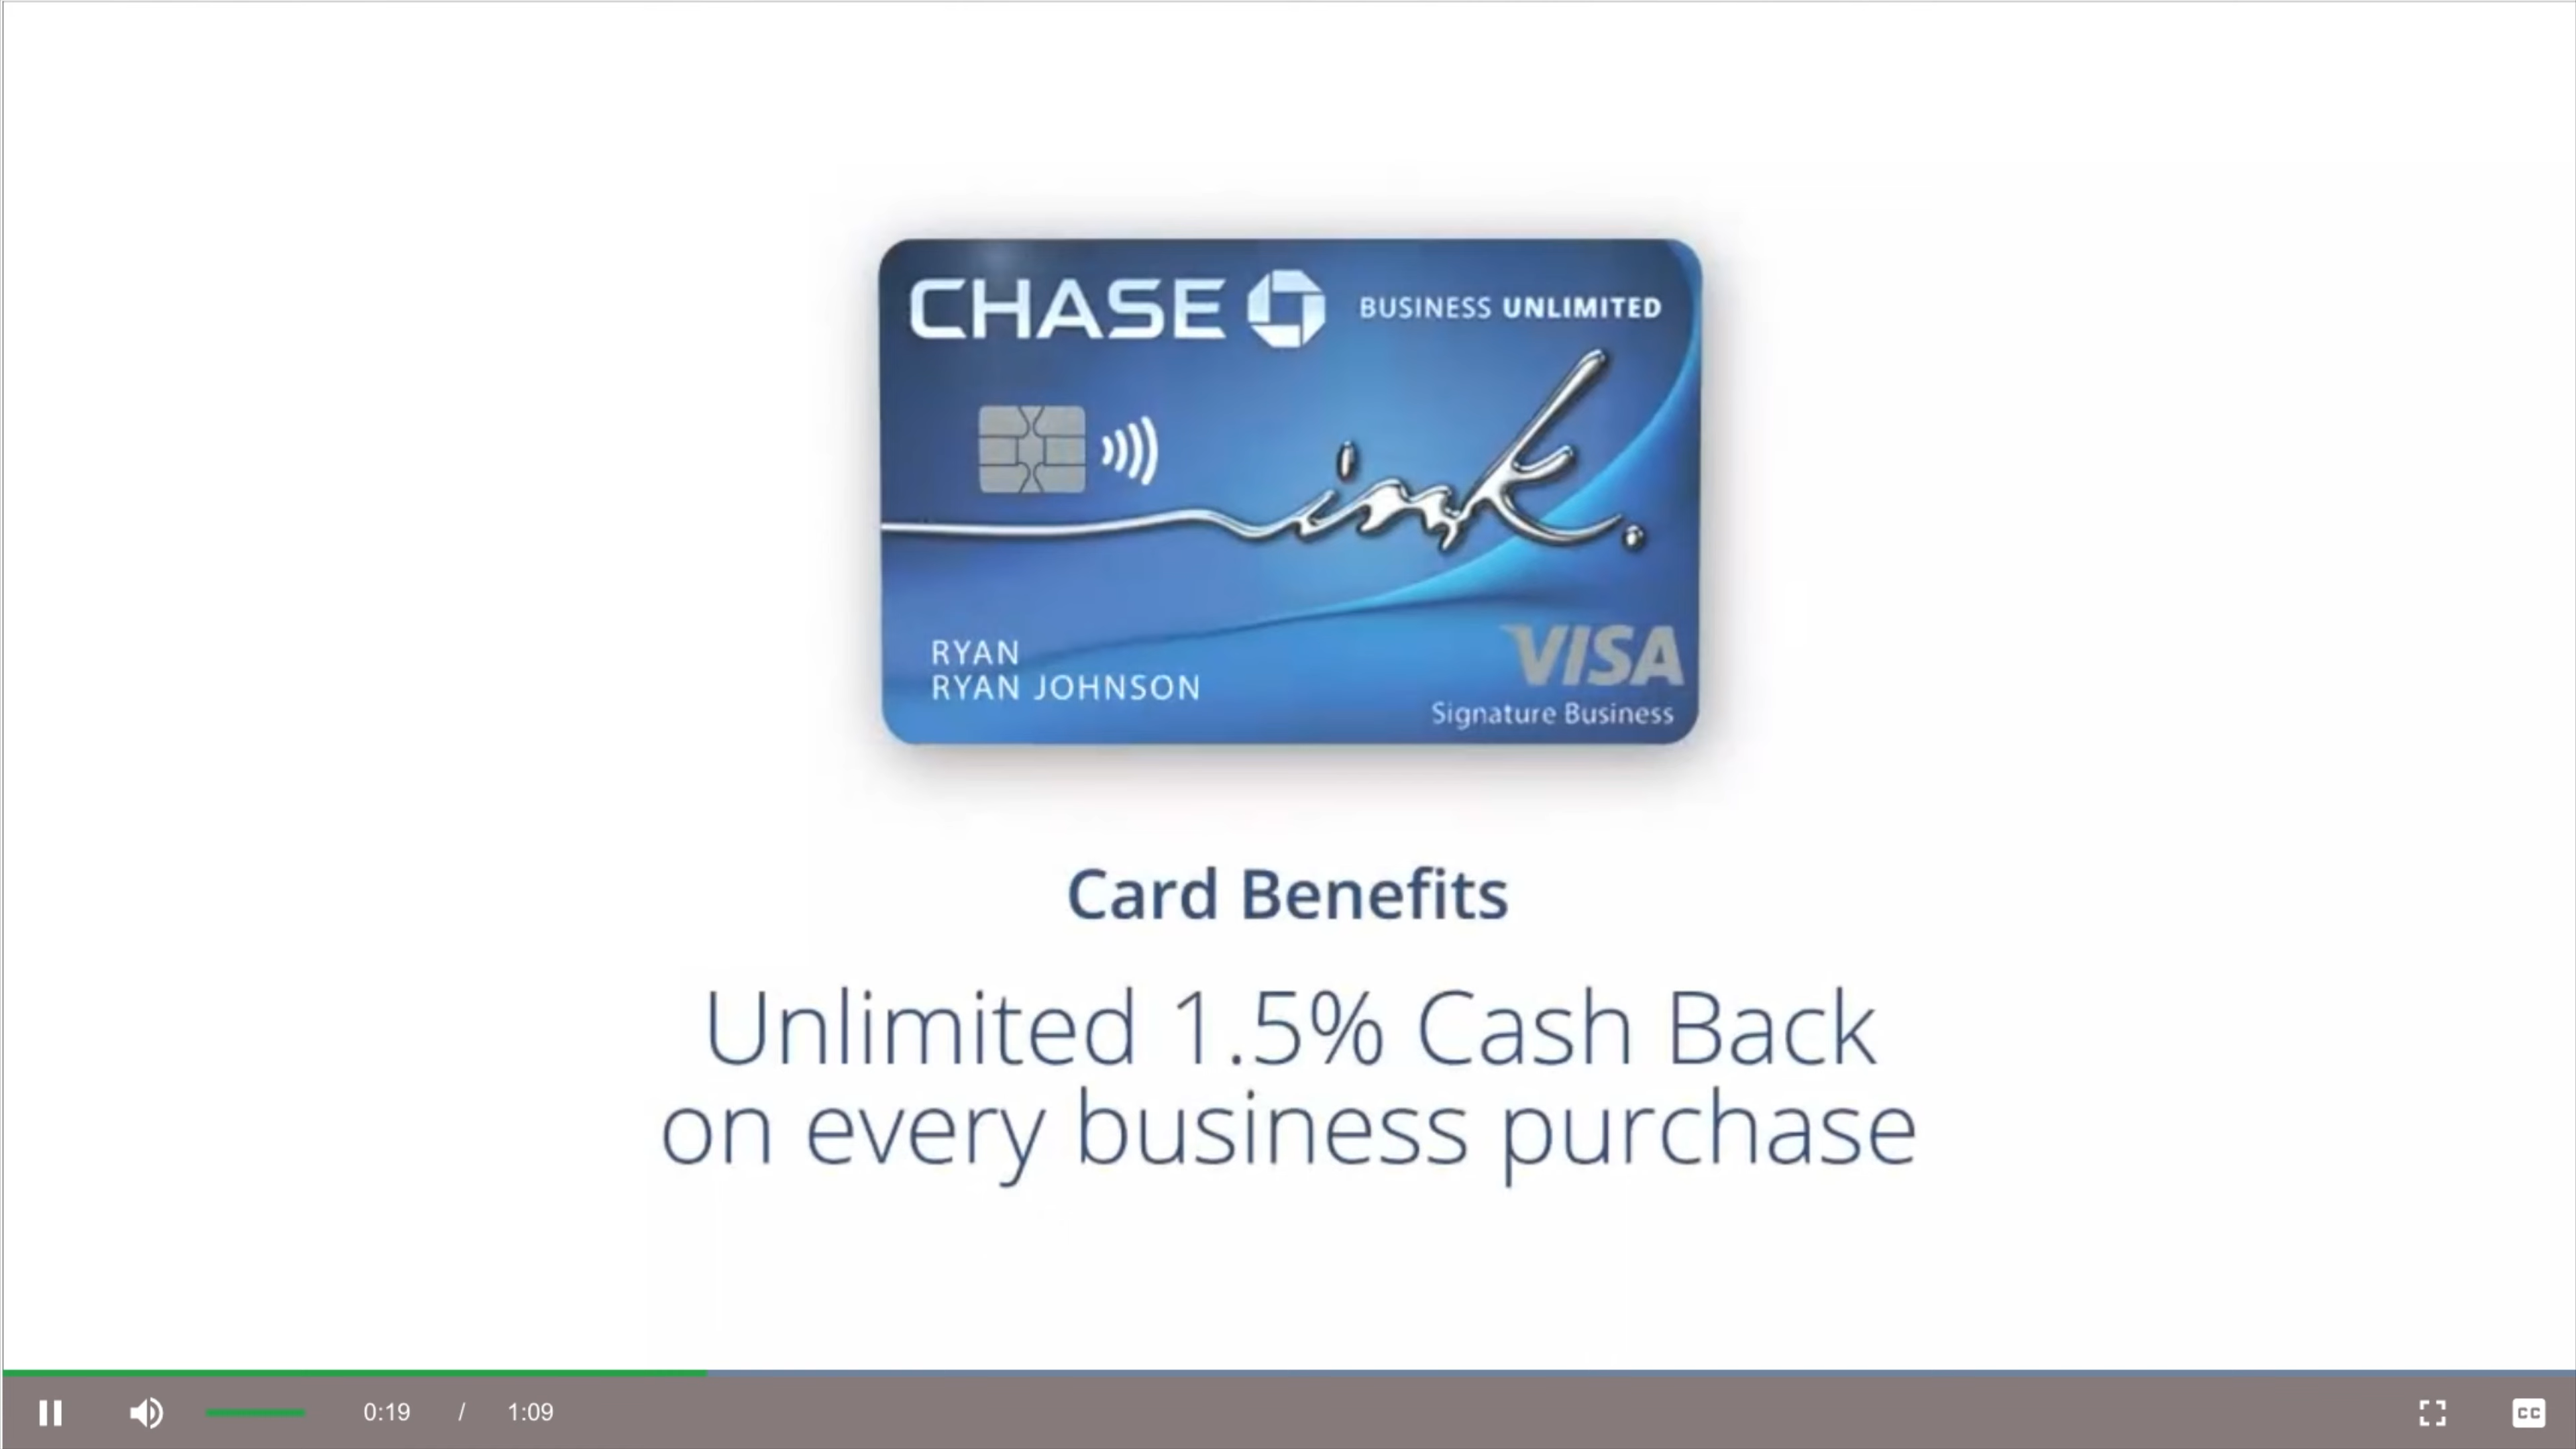 CHASE BUSINESS UNLIMITED
ink.
RYAN
RYAN JOHNSON
VISA
Signature Business
Card Benefits
Unlimited 1.5% Cash Back
on every business purchase
0:19 / 1:09
CC